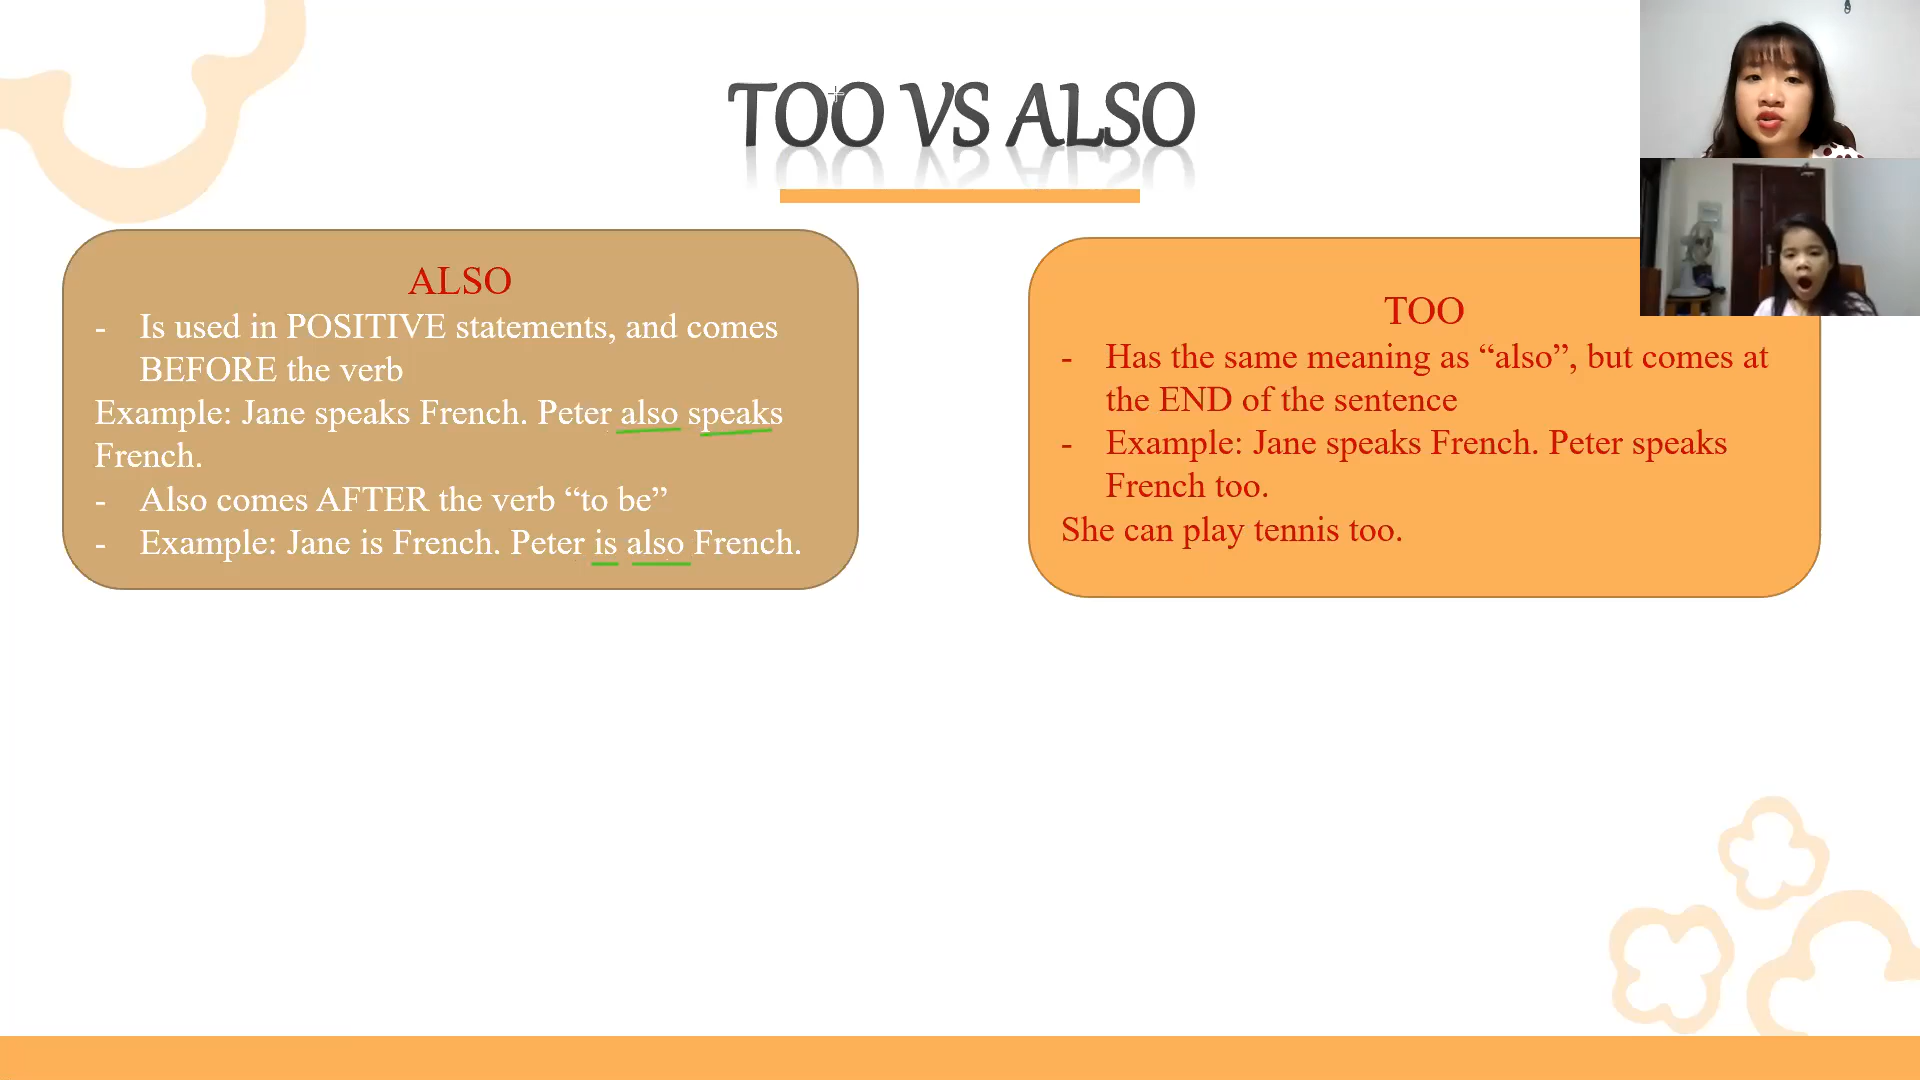 TOO VS ALSO
ALSO
- Is used in POSITIVE statements, and comes
BEFORE the verb
Example: Jane speaks French. Peter also speaks
French.
- Also comes AFTER the verb “to be”
- Example: Jane is French. Peter is also French.
TOO
- Has the same meaning as “also”, but comes at
the END of the sentence
- Example: Jane speaks French. Peter speaks
French too.
She can play tennis too.